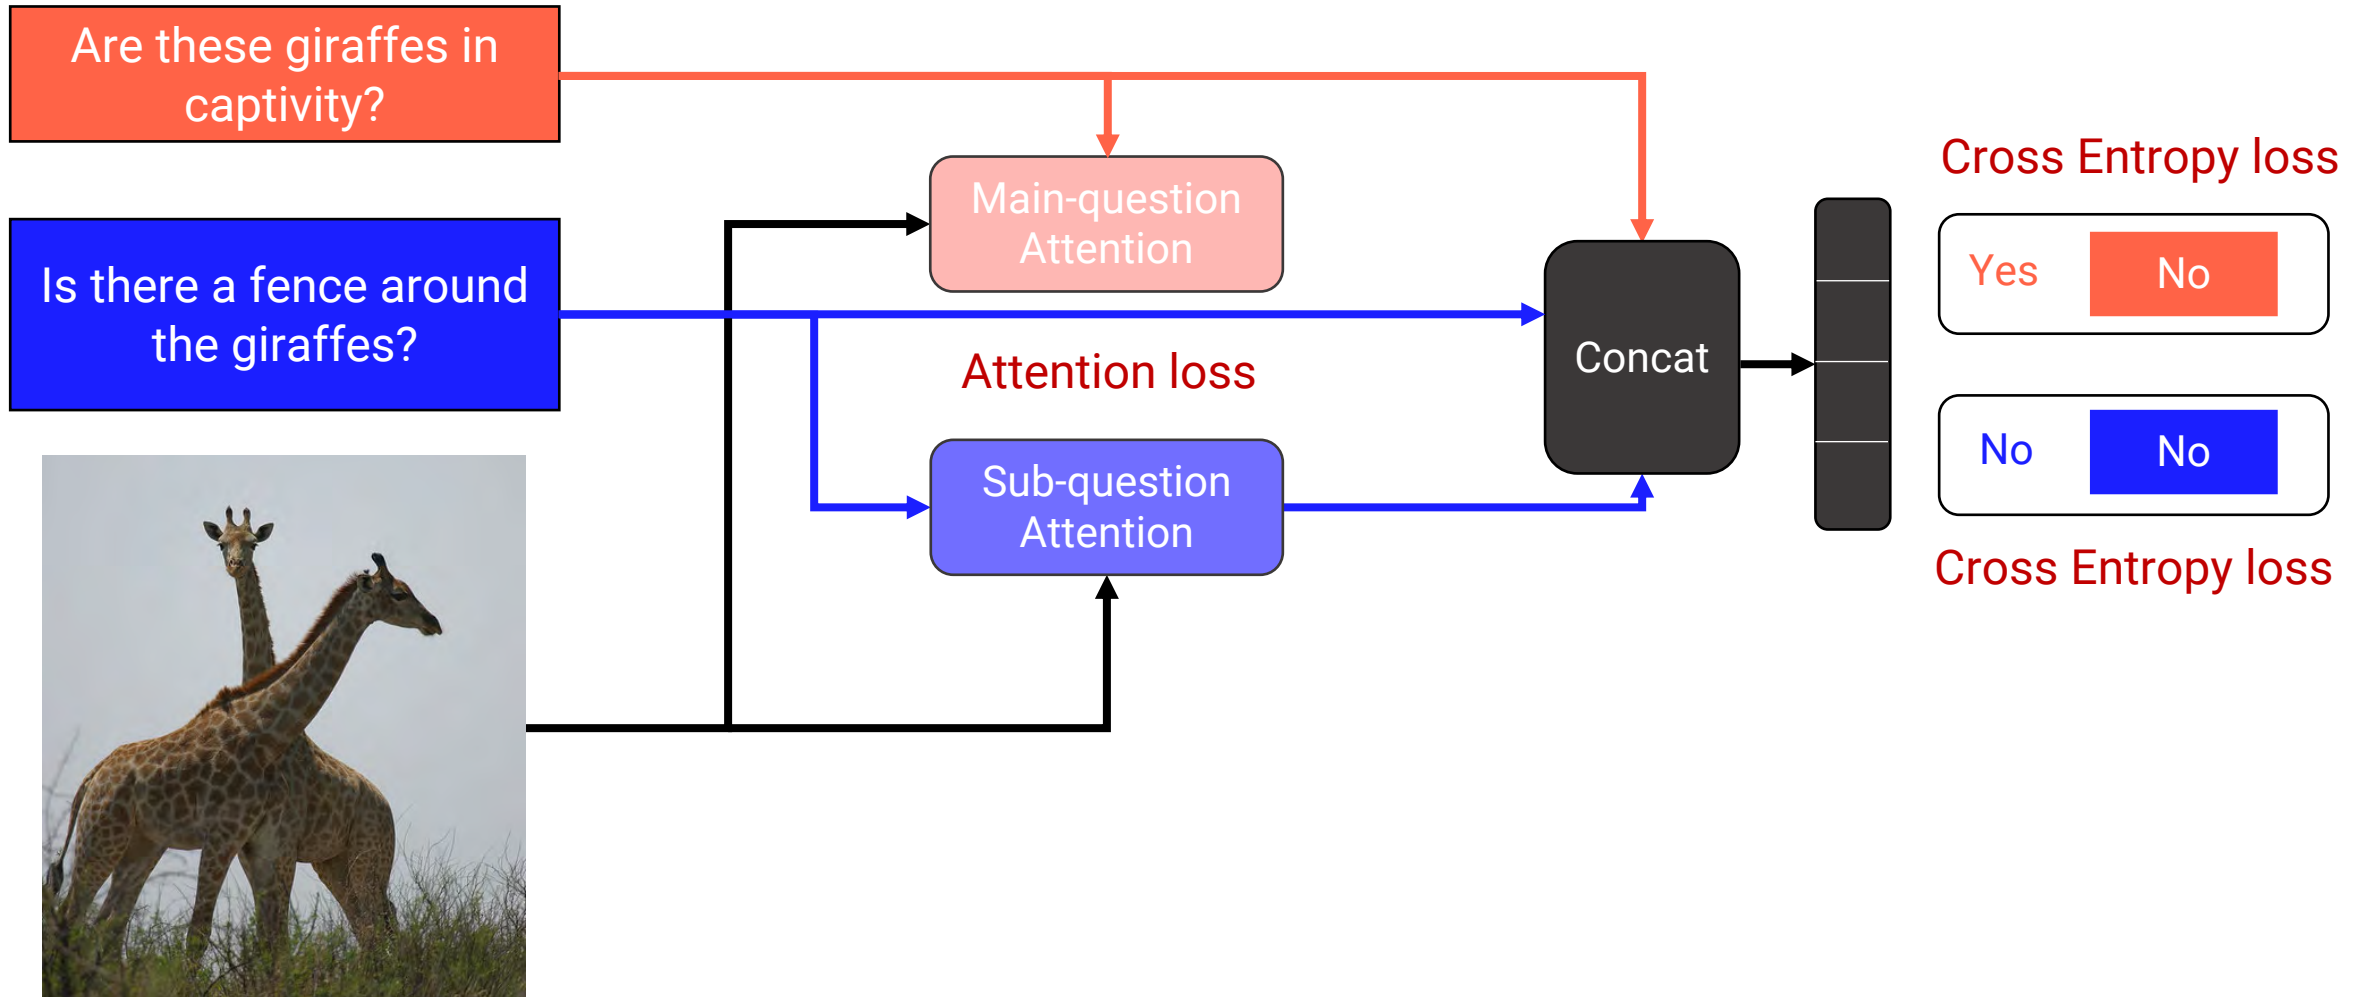 Are these giraffes in
captivity?
Is there a fence around
the giraffes?
Main-question
Attention
Attention loss
Sub-question
Attention
Concat
Cross Entropy loss
Yes No
No No
Cross Entropy loss